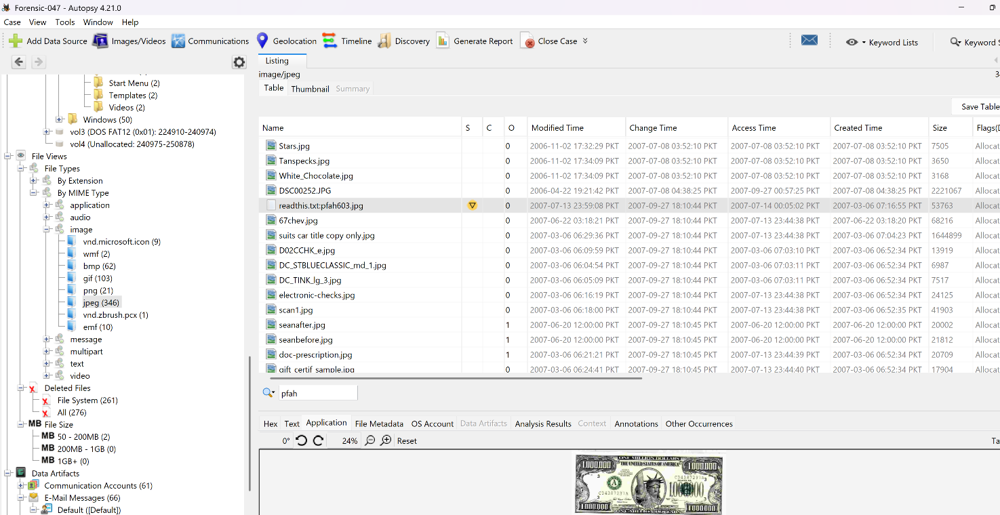 Forensic-047 - Autopsy 4.21.0
Case View Tools Window Help
Add Data Source Images/Videos Communications Geolocation Timeline Discovery Generate Report Close Case Keyword Lists Keyword S
Listing
image/jpeg
Table Thumbnail Summary
Save Table
Start Menu (2)
Templates (2)
Videos (2)
Windows (50)
vol3 (DOS FAT12 (0x01): 224910-240974)
vol4 (Unallocated: 240975-250878)
File Views
File Types
By Extension
By MIME Type
application
audio
image
vnd.microsoft.icon (9)
wmf (2)
bmp (62)
gif (103)
png (21)
jpeg (346)
vnd.zbrush.pcx (1)
emf (10)
message
multipart
text
video
Deleted Files
File System (261)
All (276)
MB File Size
MB 50 - 200MB (2)
MB 200MB - 1GB (0)
MB 1GB+ (0)
Data Artifacts
Communication Accounts (61)
E-Mail Messages (66)
Default ([Default])
Name S C O Modified Time Change Time Access Time Created Time Size Flags(D
Stars.jpg 0 2006-11-02 17:32:29 PKT 2007-07-08 03:52:10 PKT 2007-07-08 03:52:10 PKT 2007-07-08 03:52:10 PKT 7505 Allocat
Tanspecks.jpg 0 2006-11-02 17:34:09 PKT 2007-07-08 03:52:10 PKT 2007-07-08 03:52:10 PKT 2007-07-08 03:52:10 PKT 3650 Allocat
White_Chocolate.jpg 0 2006-11-02 17:34:09 PKT 2007-07-08 03:52:10 PKT 2007-07-08 03:52:10 PKT 2007-07-08 03:52:10 PKT 3168 Allocat
DSC00252.JPG 0 2006-04-22 19:21:42 PKT 2007-07-08 04:38:25 PKT 2007-09-27 00:57:25 PKT 2007-07-08 04:38:25 PKT 2221067 Allocat
readthis.txt:pfah603.jpg 0 2007-07-13 23:59:08 PKT 2007-09-27 18:10:44 PKT 2007-07-14 00:05:02 PKT 2007-03-06 07:16:55 PKT 53763 Allocat
67chev.jpg 0 2007-06-22 03:18:21 PKT 2007-09-27 18:10:44 PKT 2007-07-13 23:44:38 PKT 2007-06-22 03:18:20 PKT 68216 Allocat
suits car title copy only.jpg 0 2007-03-06 06:29:36 PKT 2007-09-27 18:10:44 PKT 2007-07-13 23:44:38 PKT 2007-03-06 07:04:23 PKT 1644899 Allocat
D02CCHK_e.jpg 0 2007-03-06 06:09:59 PKT 2007-09-27 18:10:44 PKT 2007-03-06 07:03:10 PKT 2007-03-06 06:52:34 PKT 13919 Allocat
DC_STBLUECLASSIC_md_1.jpg 0 2007-03-06 06:04:54 PKT 2007-09-27 18:10:44 PKT 2007-03-06 07:03:11 PKT 2007-03-06 06:52:34 PKT 6987 Allocat
DC_TINK_lg_3.jpg 0 2007-03-06 06:05:09 PKT 2007-09-27 18:10:44 PKT 2007-03-06 07:03:11 PKT 2007-03-06 06:52:34 PKT 7517 Allocat
electronic-checks.jpg 0 2007-03-06 06:16:19 PKT 2007-09-27 18:10:44 PKT 2007-07-13 23:44:38 PKT 2007-03-06 06:52:34 PKT 24125 Allocat
scan1.jpg 0 2007-03-06 06:18:00 PKT 2007-09-27 18:10:44 PKT 2007-07-13 23:44:38 PKT 2007-03-06 06:52:35 PKT 41903 Allocat
seanafter.jpg 1 2007-06-20 12:00:00 PKT 2007-09-27 18:10:45 PKT 2007-06-20 12:00:00 PKT 2007-06-20 12:00:00 PKT 20002 Allocat
seanbefore.jpg 1 2007-06-20 12:00:00 PKT 2007-09-27 18:10:45 PKT 2007-06-20 12:00:00 PKT 2007-06-20 12:00:00 PKT 21812 Allocat
doc-prescription.jpg 1 2007-03-06 06:21:21 PKT 2007-09-27 18:10:45 PKT 2007-07-13 23:44:39 PKT 2007-03-06 06:52:34 PKT 20709 Allocat
gift_certif_sample.jpg 0 2007-03-06 06:24:41 PKT 2007-09-27 18:10:45 PKT 2007-07-13 23:44:40 PKT 2007-03-06 06:52:34 PKT 17904 Allocat
pfah
Hex Text Application File Metadata OS Account Data Artifacts Analysis Results Context Annotations Other Occurrences
0° 24% Reset Ta
ONE MILLION DOLLARS
1,000,000 THE UNITED STATES OF AMERICA 1,000,000
C34387297A
C34387297A
1,000,000 ONE MILLION DOLLARS 1,000,000